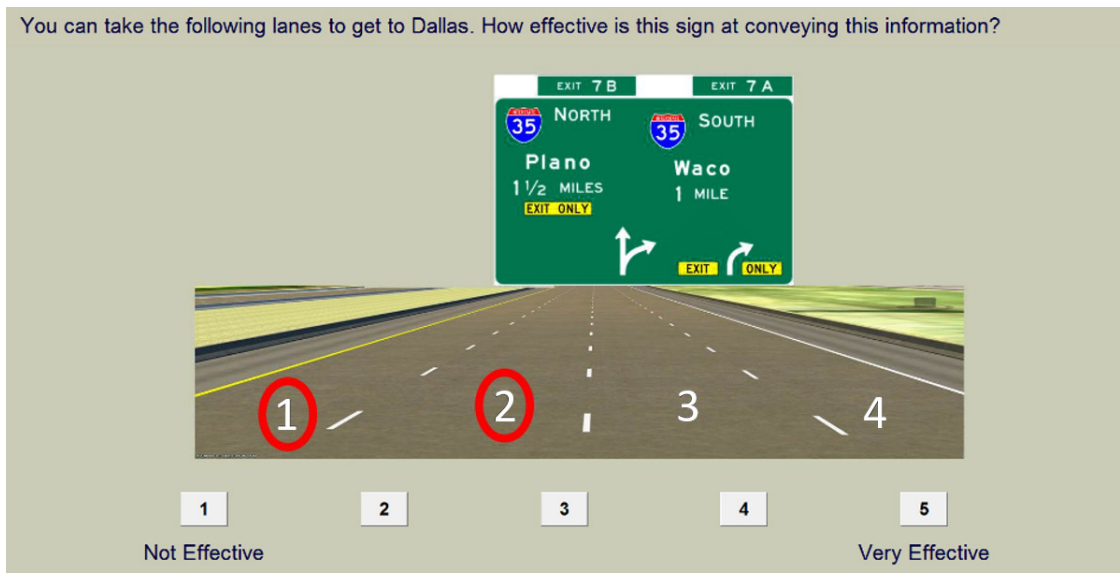 You can take the following lanes to get to Dallas. How effective is this sign at conveying this information?
EXIT 7B
EXIT 7A
35 NORTH
35 SOUTH
Plano
Waco
1 1/2 MILES
1 MILE
EXIT ONLY
EXIT ONLY
1 2 3 4
1 2 3 4 5
Not Effective
Very Effective